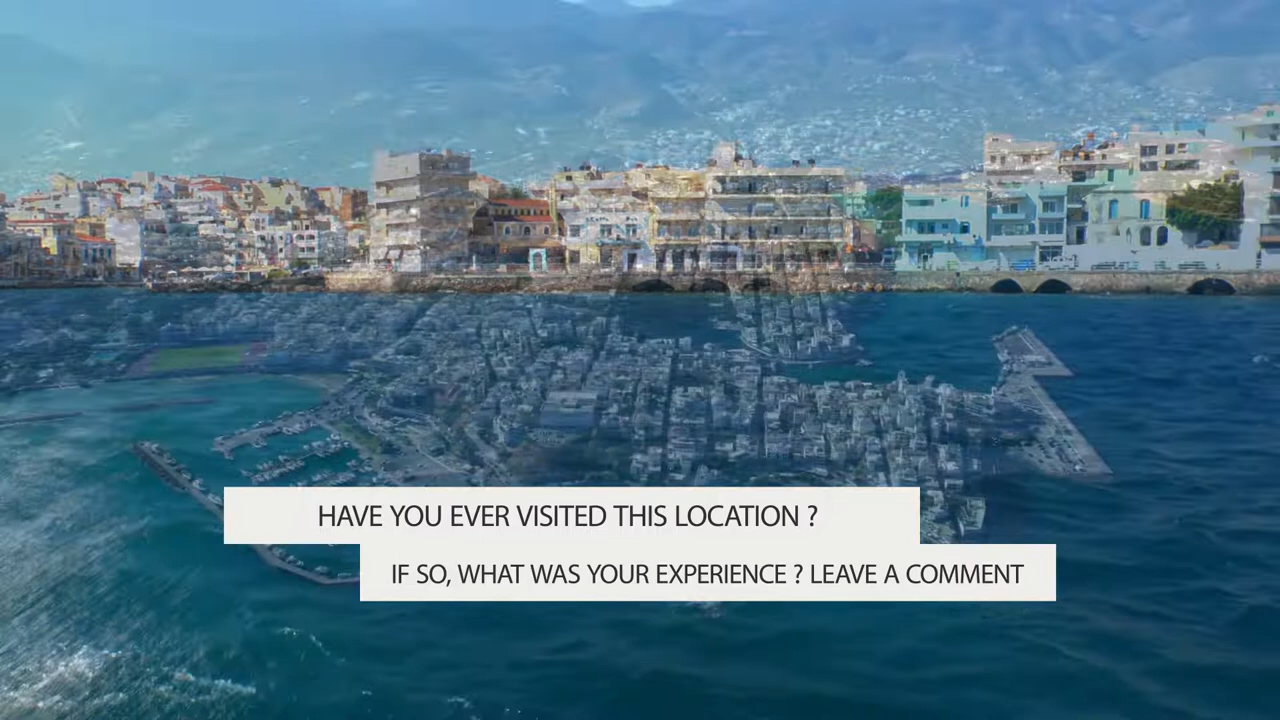 HAVE YOU EVER VISITED THIS LOCATION ?
IF SO, WHAT WAS YOUR EXPERIENCE ? LEAVE A COMMENT